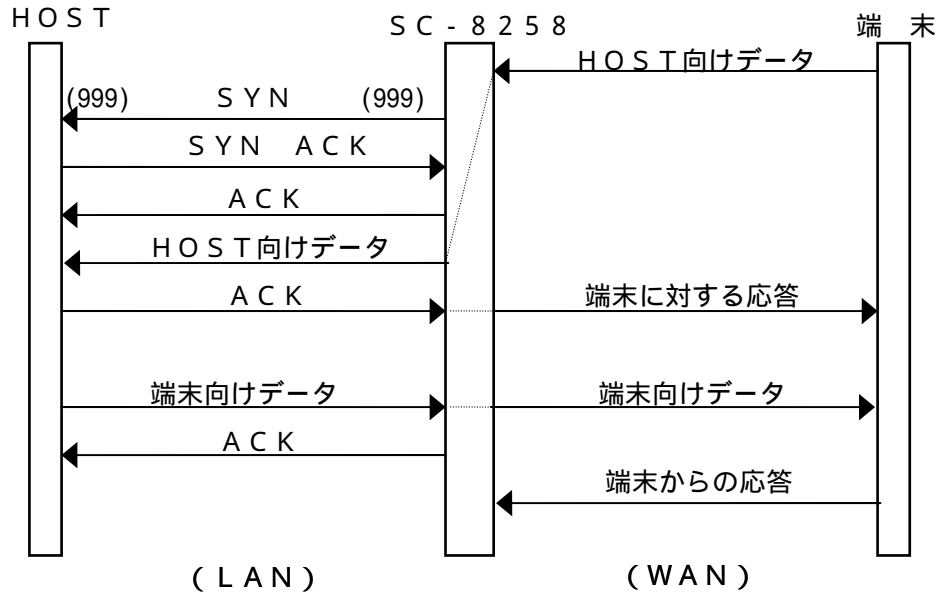 ＨＯＳＴ
ＳＣ-８２５８
端　末
ＨＯＳＴ向けデータ
(999)　ＳＹＮ　(999)
ＳＹＮ　ＡＣＫ
ＡＣＫ
ＨＯＳＴ向けデータ
ＡＣＫ
端末に対する応答
端末向けデータ
端末向けデータ
ＡＣＫ
端末からの応答
（ＬＡＮ）
（ＷＡＮ）